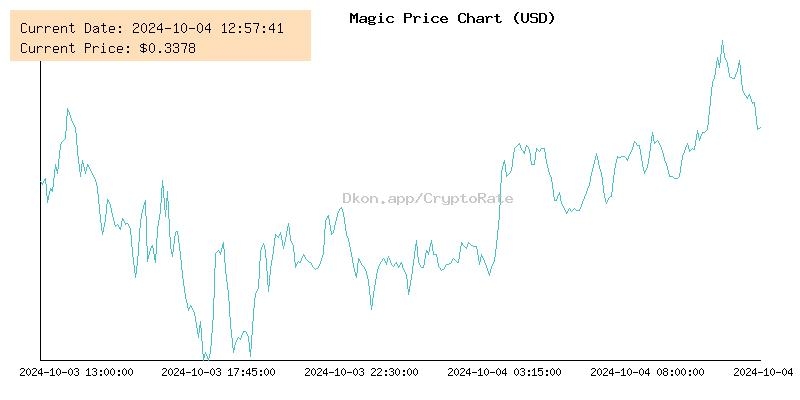 Magic Price Chart (USD)
Current Date: 2024-10-04 12:57:41
Current Price: $0.3378
Dkon.app/CryptoRate
2024-10-03 13:00:00 2024-10-03 17:45:00 2024-10-03 22:30:00 2024-10-04 03:15:00 2024-10-04 08:00:00 2024-10-04